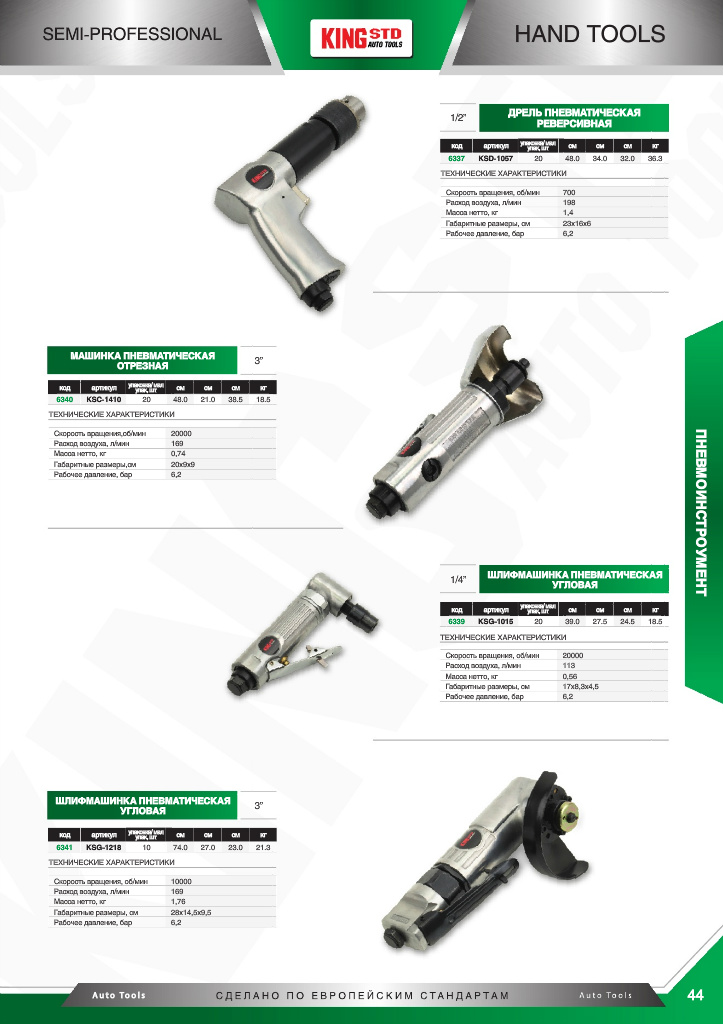 SEMI-PROFESSIONAL
KING STD
AUTO TOOLS
HAND TOOLS
1/2”
ДРЕЛЬ ПНЕВМАТИЧЕСКАЯ
РЕВЕРСИВНАЯ
код артикул упаковка/мал упак, шт см см см кг
6337 KSD-1057 20 48.0 34.0 32.0 36.3
ТЕХНИЧЕСКИЕ ХАРАКТЕРИСТИКИ
Скорость вращения, об/мин 700
Расход воздуха, л/мин 198
Масса нетто, кг 1,4
Габаритные размеры, см 23x16x6
Рабочее давление, бар 6,2
МАШИНКА ПНЕВМАТИЧЕСКАЯ
ОТРЕЗНАЯ
3”
код артикул упаковка/мал упак, шт см см см кг
6340 KSC-1410 20 48.0 21.0 38.5 18.5
ТЕХНИЧЕСКИЕ ХАРАКТЕРИСТИКИ
Скорость вращения,об/мин 20000
Расход воздуха, л/мин 169
Масса нетто, кг 0,74
Габаритные размеры,см 20x9x9
Рабочее давление, бар 6,2
ПНЕВМОИНСТРОУМЕНТ
1/4”
ШЛИФМАШИНКА ПНЕВМАТИЧЕСКАЯ
УГЛОВАЯ
код артикул упаковка/мал упак, шт см см см кг
6339 KSG-1015 20 39.0 27.5 24.5 18.5
ТЕХНИЧЕСКИЕ ХАРАКТЕРИСТИКИ
Скорость вращения, об/мин 20000
Расход воздуха, л/мин 113
Масса нетто, кг 0,56
Габаритные размеры, см 17x8,3x4,5
Рабочее давление, бар 6,2
ШЛИФМАШИНКА ПНЕВМАТИЧЕСКАЯ
УГЛОВАЯ
3”
код артикул упаковка/мал упак, шт см см см кг
6341 KSG-1218 10 74.0 27.0 23.0 21.3
ТЕХНИЧЕСКИЕ ХАРАКТЕРИСТИКИ
Скорость вращения, об/мин 10000
Расход воздуха, л/мин 169
Масса нетто, кг 1,76
Габаритные размеры, см 28x14,5x9,5
Рабочее давление, бар 6,2
Auto Tools
СДЕЛАНО ПО ЕВРОПЕЙСКИМ СТАНДАРТАМ
Auto Tools
44